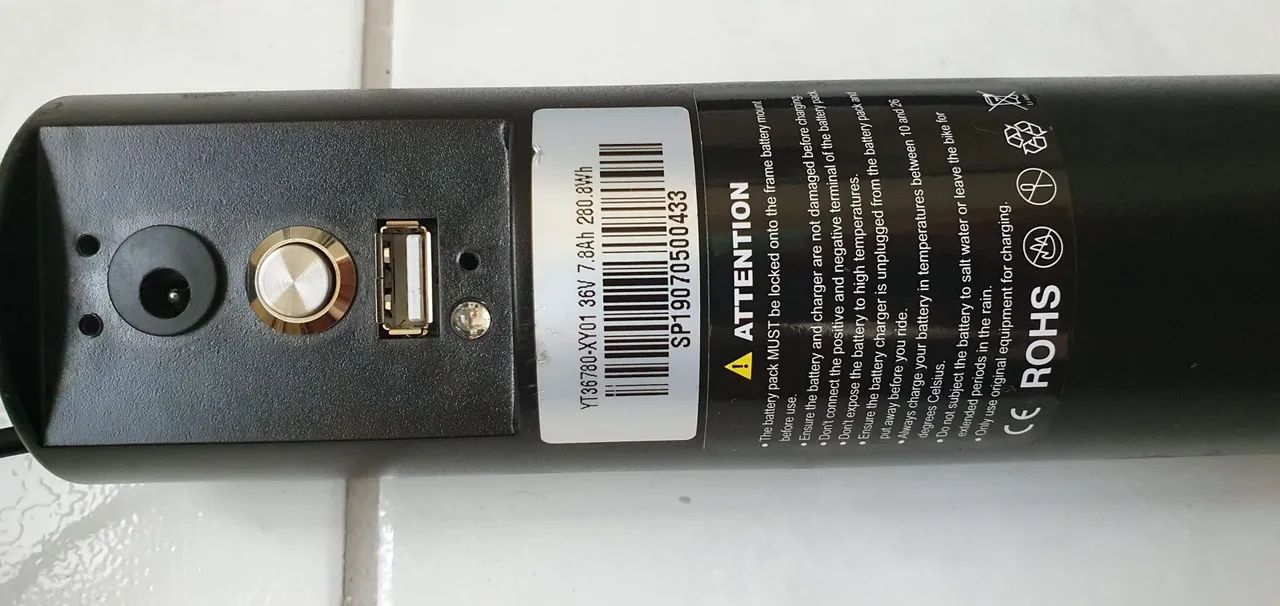 YT36780-XY01 36V 7.8Ah 280.8Wh
SP19070500433
ATTENTION
• The battery pack MUST be locked onto the frame battery mount
before use.
• Ensure the battery and charger are not damaged before charging.
• Don't connect the positive and negative terminal of the battery pack
• Don't expose the battery to high temperatures.
• Ensure the battery charger is unplugged from the battery pack and
put away before you ride.
• Always charge your battery in temperatures between 10 and 26
degrees Celsius.
• Do not subject the battery to salt water or leave the bike for
extended periods in the rain.
• Only use original equipment for charging.
CE ROHS